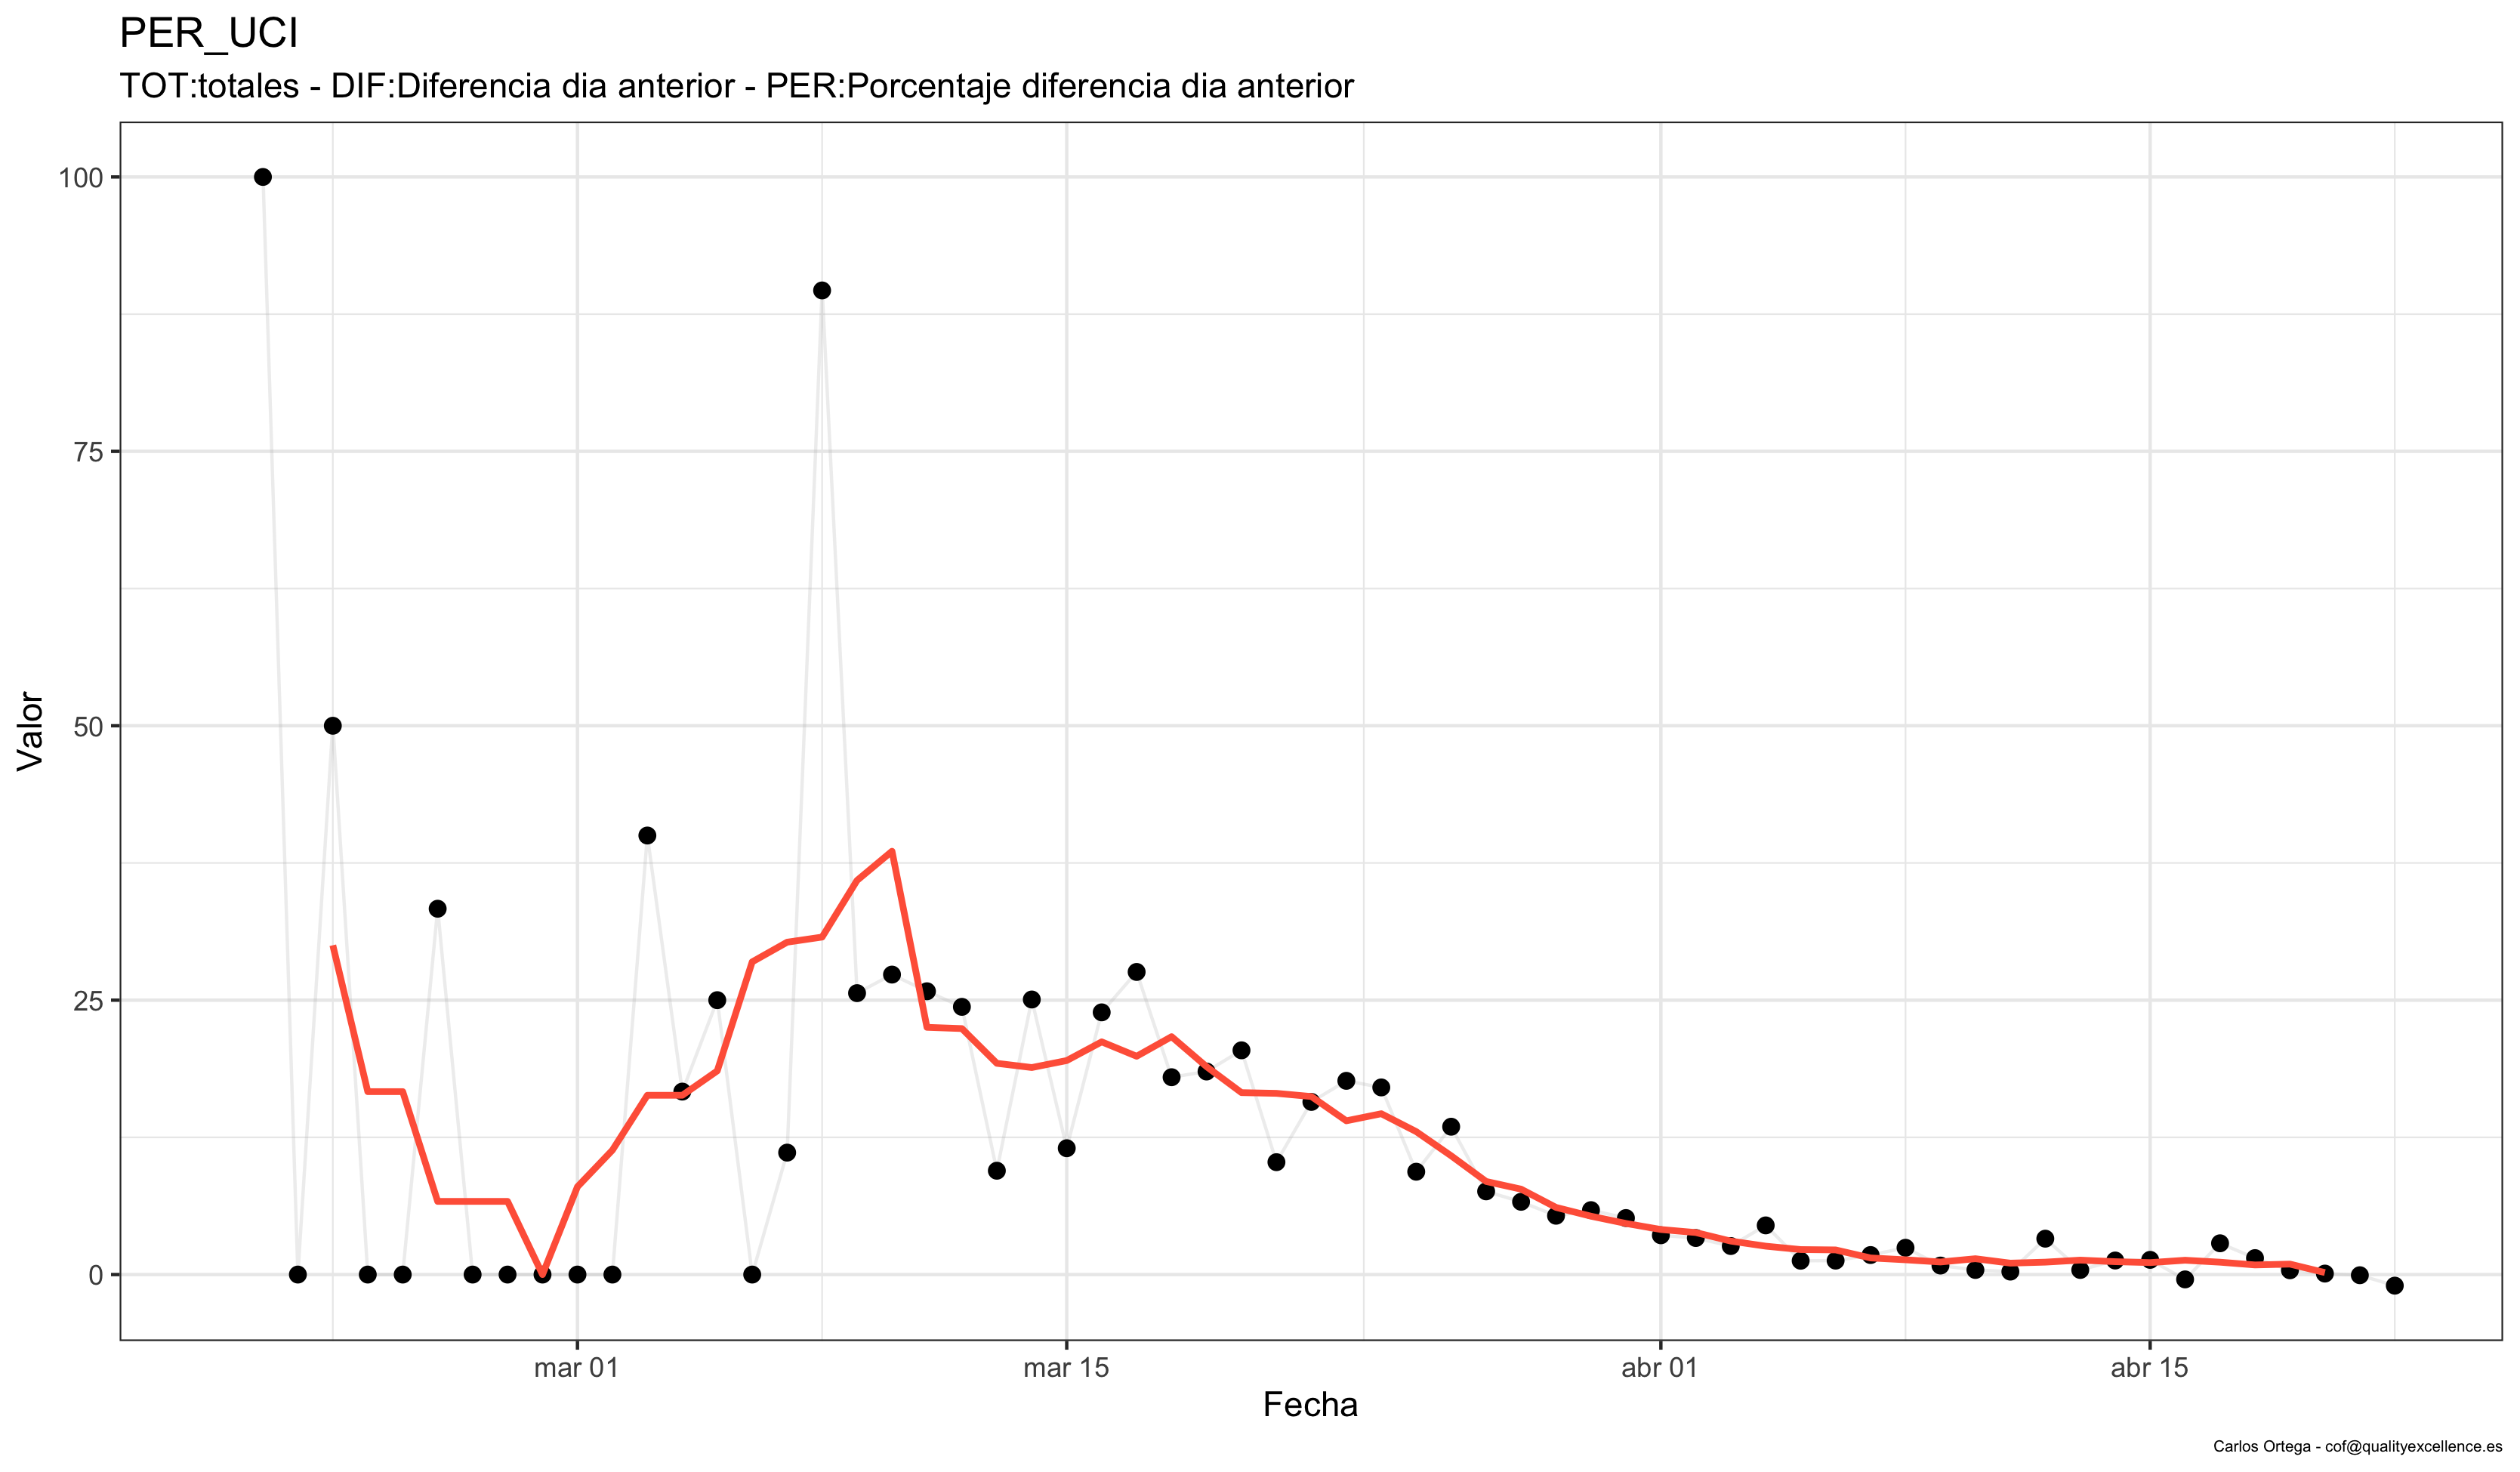 PER_UCI
TOT:totales - DIF:Diferencia dia anterior - PER:Porcentaje diferencia dia anterior
100
75
50
25
0
Valor
mar 01
mar 15
abr 01
abr 15
Fecha
Carlos Ortega - cof@qualityexcellence.es